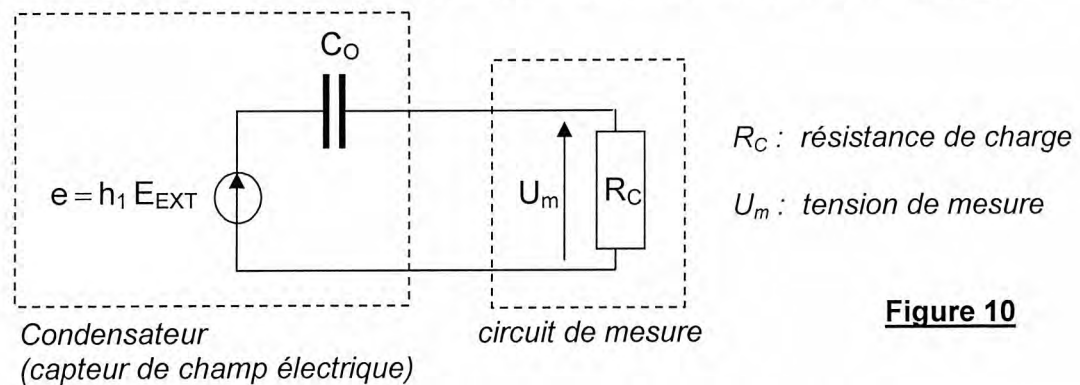 C_O
e = h_1 E_EXT
U_m
R_C
R_C : résistance de charge
U_m : tension de mesure
Figure 10
Condensateur
(capteur de champ électrique)
circuit de mesure